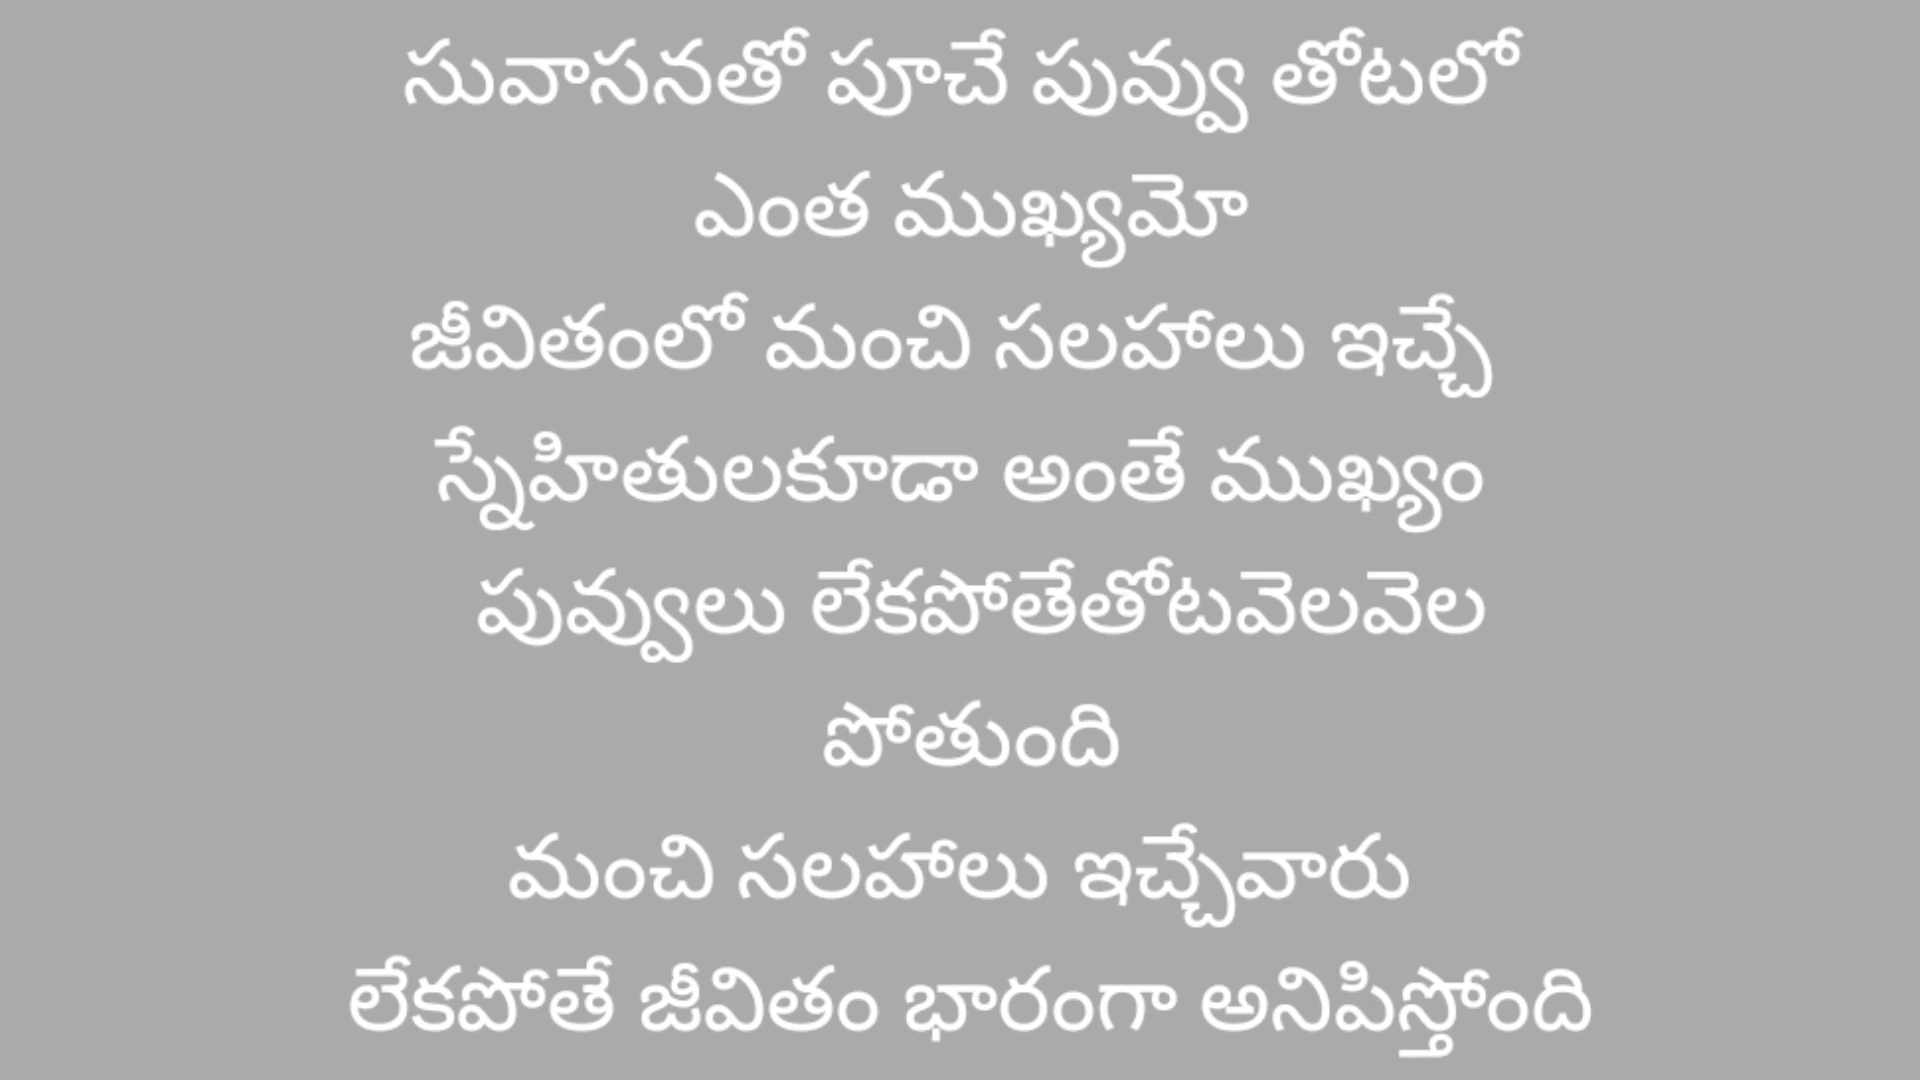 సువాసనతో పూచే పువ్వు తోటలో
ఎంత ముఖ్యమో
జీవితంలో మంచి సలహాలు ఇచ్చే
స్నేహితులకూడా అంతే ముఖ్యం
పువ్వులు లేకపోతేతోటవెలవెల
పోతుంది
మంచి సలహాలు ఇచ్చేవారు
లేకపోతే జీవితం భారంగా అనిపిస్తోంది